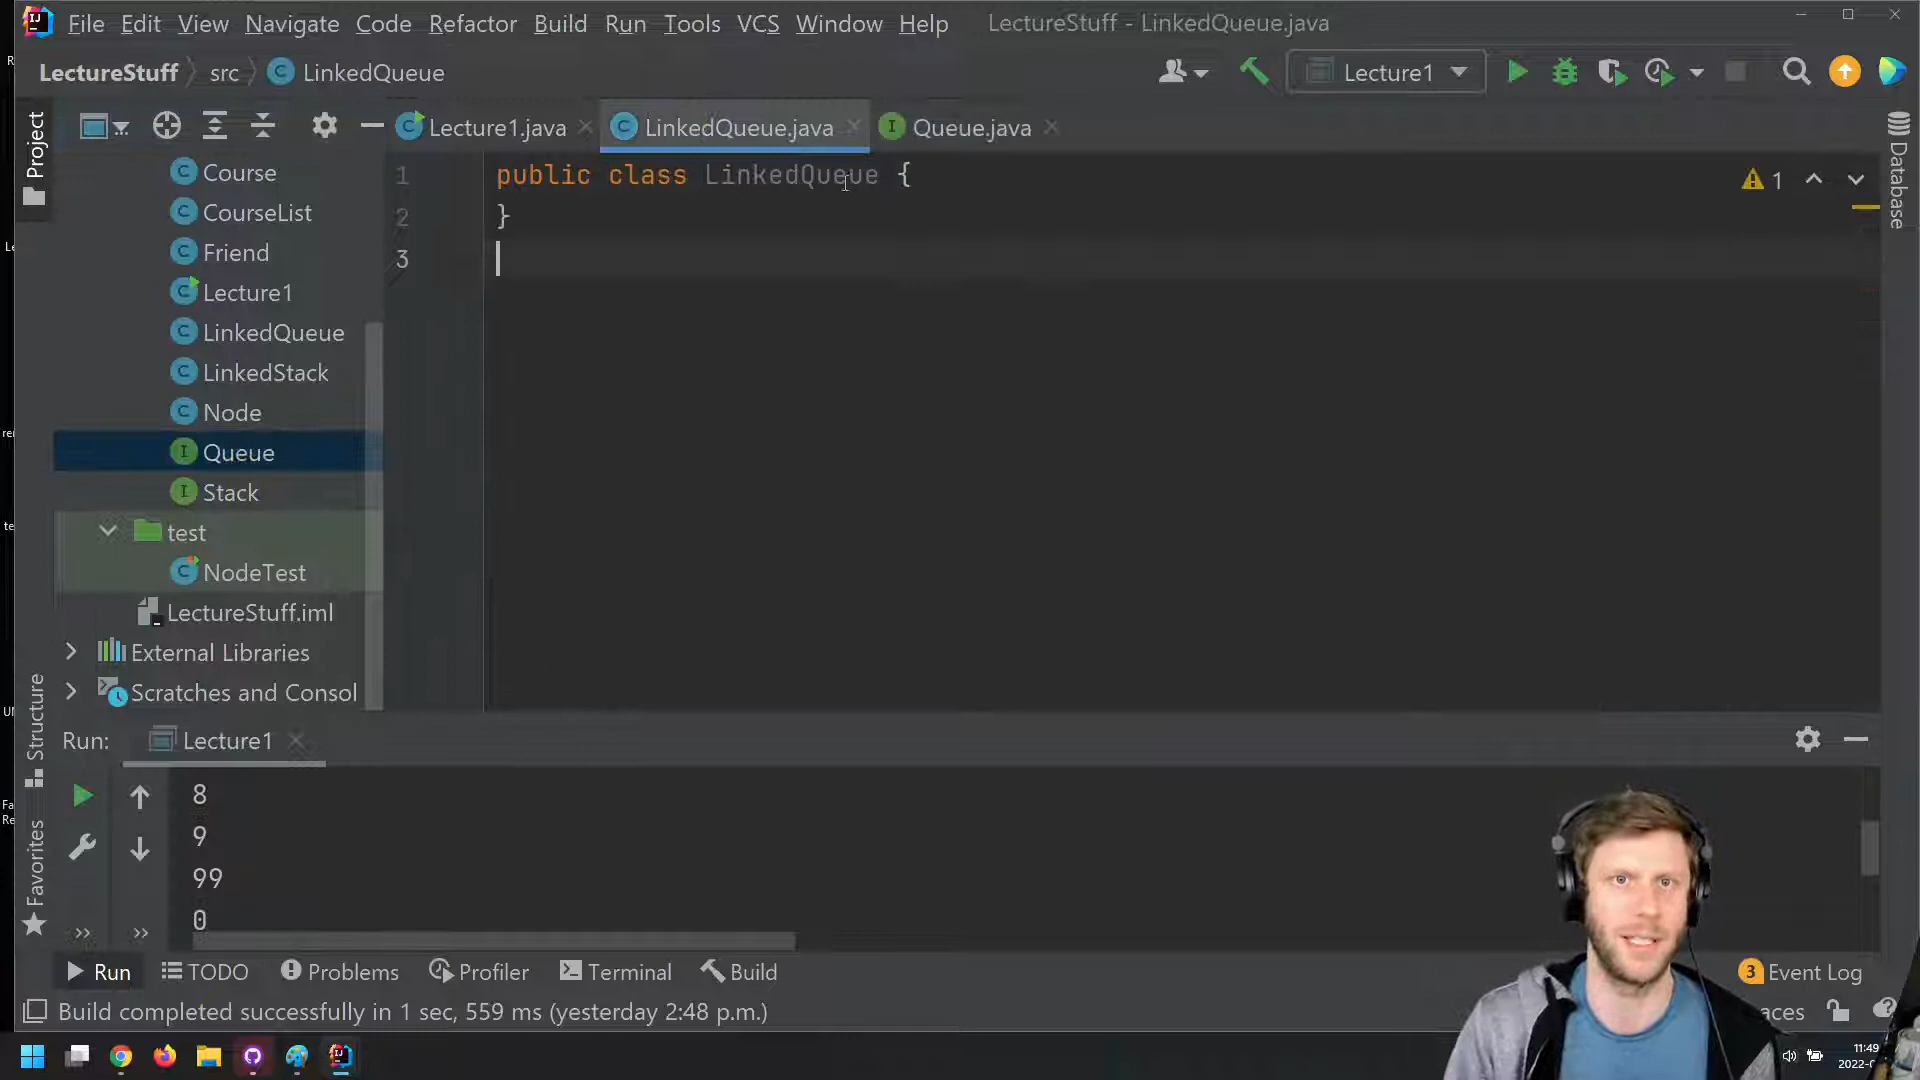 File Edit View Navigate Code Refactor Build Run Tools VCS Window Help LectureStuff - LinkedQueue.java
LectureStuff src LinkedQueue Lecture1
Project
Lecture1.java LinkedQueue.java Queue.java
Database
Course
CourseList
Friend
Lecture1
LinkedQueue
LinkedStack
Node
Queue
Stack
test
NodeTest
LectureStuff.iml
External Libraries
Scratches and Consol
1 public class LinkedQueue {
2 }
3
1
Structure
Favorites
Run: Lecture1
8
9
99
0
Run TODO Problems Profiler Terminal Build 3 Event Log
Build completed successfully in 1 sec, 559 ms (yesterday 2:48 p.m.) aces
11:49
2022-